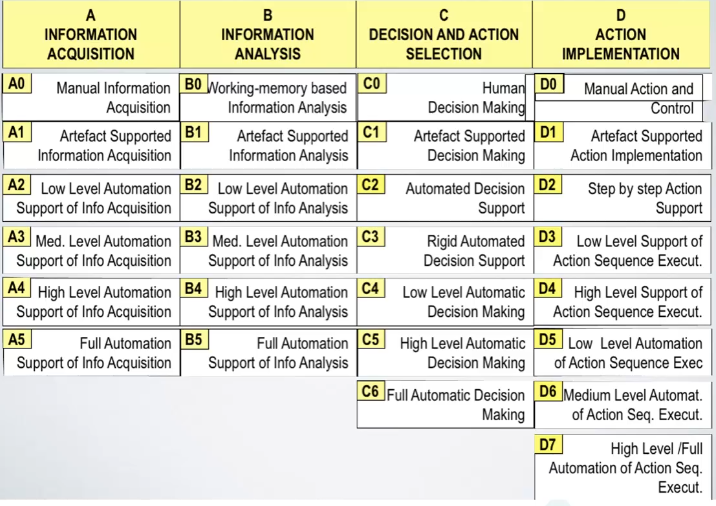 A
INFORMATION
ACQUISITION
B
INFORMATION
ANALYSIS
C
DECISION AND ACTION
SELECTION
D
ACTION
IMPLEMENTATION
A0 Manual Information
Acquisition
B0 Working-memory based
Information Analysis
C0 Human
Decision Making
D0 Manual Action and
Control
A1 Artefact Supported
Information Acquisition
B1 Artefact Supported
Information Analysis
C1 Artefact Supported
Decision Making
D1 Artefact Supported
Action Implementation
A2 Low Level Automation
Support of Info Acquisition
B2 Low Level Automation
Support of Info Analysis
C2 Automated Decision
Support
D2 Step by step Action
Support
A3 Med. Level Automation
Support of Info Acquisition
B3 Med. Level Automation
Support of Info Analysis
C3 Rigid Automated
Decision Support
D3 Low Level Support of
Action Sequence Execut.
A4 High Level Automation
Support of Info Acquisition
B4 High Level Automation
Support of Info Analysis
C4 Low Level Automatic
Decision Making
D4 High Level Support of
Action Sequence Execut.
A5 Full Automation
Support of Info Acquisition
B5 Full Automation
Support of Info Analysis
C5 High Level Automatic
Decision Making
D5 Low Level Automation
of Action Sequence Exec
C6 Full Automatic Decision
Making
D6 Medium Level Automat.
of Action Seq. Execut.
D7 High Level /Full
Automation of Action Seq.
Execut.